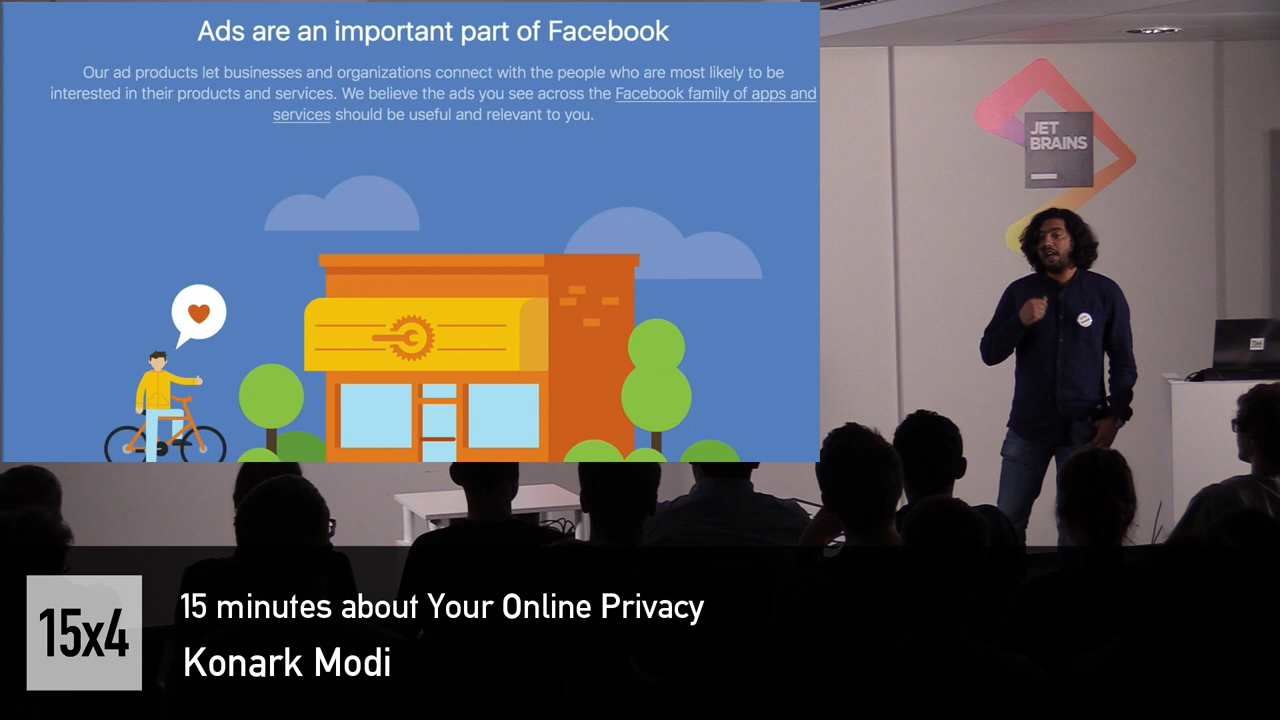 Ads are an important part of Facebook
Our ad products let businesses and organizations connect with the people who are most likely to be
interested in their products and services. We believe the ads you see across the Facebook family of apps and
services should be useful and relevant to you.
JET
BRAINS
15x4
15 minutes about Your Online Privacy
Konark Modi